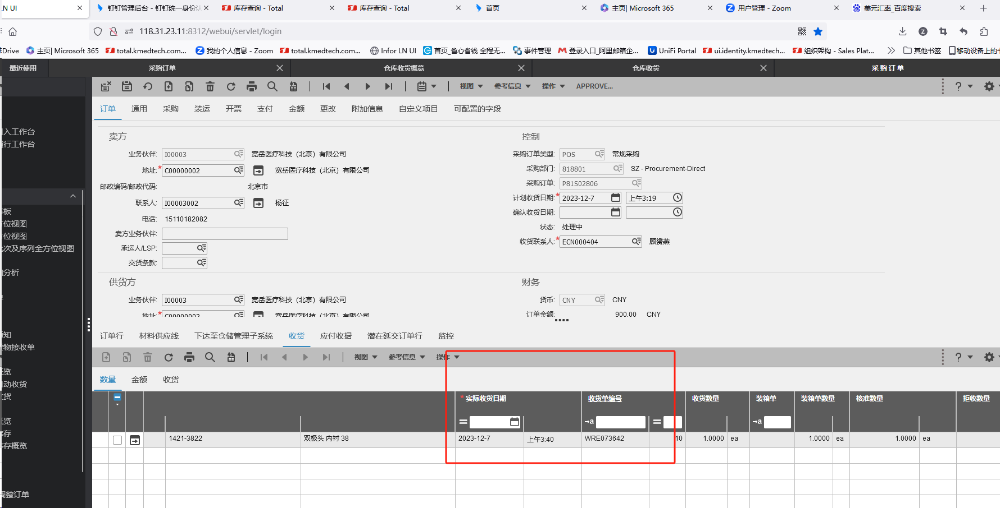 LN UI
钉钉管理后台 - 钉钉统一身份认
库存查询 - Total
库存查询 - Total
首页
主页| Microsoft 365
用户管理 - Zoom
美元汇率_百度搜索
118.31.23.11:8312/webui/servlet/login
Drive
主页| Microsoft 365
total.kmedtech.com...
我的个人信息 - Zoom
total.kmedtech.com...
Infor LN UI
首页_省心省钱 全程无...
事件管理
登录入口_阿里邮箱企...
UniFi Portal
ui.identity.kmedtech...
组织架构 - Sales Plat...
其他书签
移动设备上的书
最近使用
采购订单
仓库收货概览
仓库收货
采购订单
视图
参考信息
操作
APPROVE...
订单 通用 采购 装运 开票 支付 金额 更改 附加信息 自定义项目 可配置的字段
入工作台
行工作台
板
位视图
位视图
次及序列全方位视图
分析
知
物接收单
览
动收货
货
览
存
存概览
调整订单
卖方
业务伙伴: I00003 宽岳医疗科技（北京）有限公司
地址:* C00000002 宽岳医疗科技（北京）有限公司
邮政编码/邮政代码: 北京市
联系人: I00003002 杨征
电话: 15110182082
卖方业务伙伴:
承运人/LSP:
交货条款:
控制
采购订单类型: POS 常规采购
采购部门: 818801 SZ - Procurement-Direct
采购订单: P81S02806
计划收货日期:* 2023-12-7 上午3:19
确认收货日期:
状态: 处理中
收货联系人:* ECN000404 顾赟燕
供货方
业务伙伴: I00003 宽岳医疗科技（北京）有限公司
地址:* C00000002 宽岳医疗科技（北京）有限公司
财务
货币: CNY CNY
订单金额: 900.00 CNY
订单行 材料供应线 下达至仓储管理子系统 收货 应付收据 潜在延交订单行 监控
视图
参考信息
操作
数量 金额 收货
* 实际收货日期 收货单编号 收货数量 装箱单 装箱单数量 核准数量 拒收数量
= →a = →a
1421-3822 双极头 内衬 38 2023-12-7 上午3:40 WRE073642 10 1.0000 ea 1.0000 ea 1.0000 ea